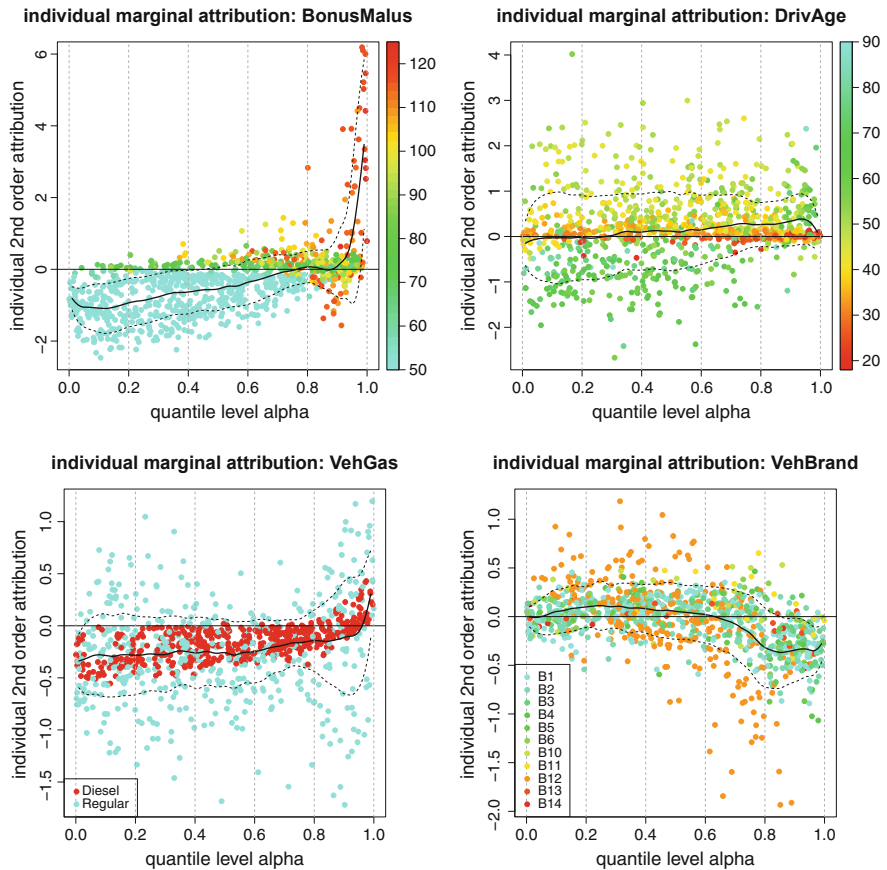 individual marginal attribution: BonusMalus
individual 2nd order attribution
6
4
2
0
−2
0.0 0.2 0.4 0.6 0.8 1.0
quantile level alpha
120
110
100
90
80
70
60
50
individual marginal attribution: DrivAge
individual 2nd order attribution
4
3
2
1
0
−1
−2
0.0 0.2 0.4 0.6 0.8 1.0
quantile level alpha
90
80
70
60
50
40
30
20
individual marginal attribution: VehGas
individual 2nd order attribution
1.0
0.5
0.0
−0.5
−1.0
−1.5
Diesel
Regular
0.0 0.2 0.4 0.6 0.8 1.0
quantile level alpha
individual marginal attribution: VehBrand
individual 2nd order attribution
1.0
0.5
0.0
−0.5
−1.0
−1.5
−2.0
B1
B2
B3
B4
B5
B6
B10
B11
B12
B13
B14
0.0 0.2 0.4 0.6 0.8 1.0
quantile level alpha